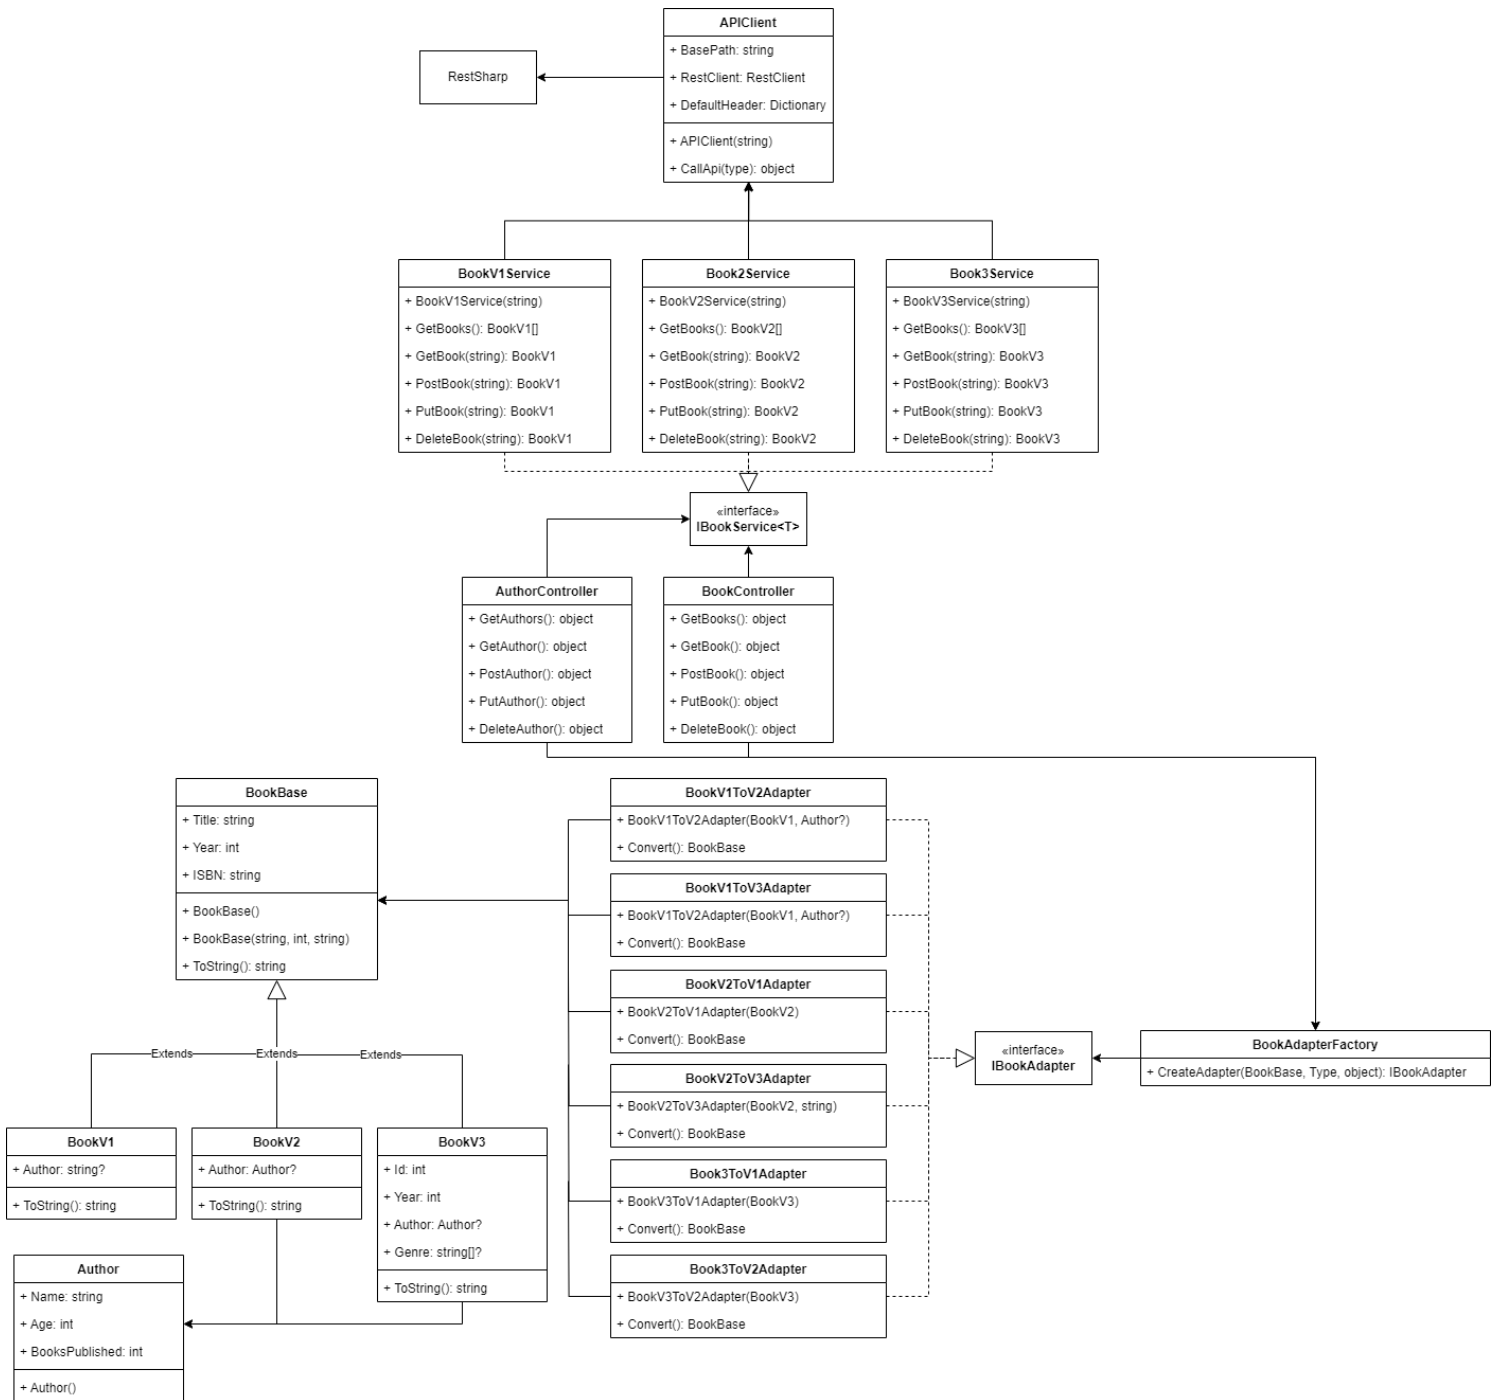 APIClient
+ BasePath: string
+ RestClient: RestClient
+ DefaultHeader: Dictionary
+ APIClient(string)
+ CallApi(type): object
RestSharp
BookV1Service
+ BookV1Service(string)
+ GetBooks(): BookV1[]
+ GetBook(string): BookV1
+ PostBook(string): BookV1
+ PutBook(string): BookV1
+ DeleteBook(string): BookV1
Book2Service
+ BookV2Service(string)
+ GetBooks(): BookV2[]
+ GetBook(string): BookV2
+ PostBook(string): BookV2
+ PutBook(string): BookV2
+ DeleteBook(string): BookV2
Book3Service
+ BookV3Service(string)
+ GetBooks(): BookV3[]
+ GetBook(string): BookV3
+ PostBook(string): BookV3
+ PutBook(string): BookV3
+ DeleteBook(string): BookV3
«interface»
IBookService<T>
AuthorController
+ GetAuthors(): object
+ GetAuthor(): object
+ PostAuthor(): object
+ PutAuthor(): object
+ DeleteAuthor(): object
BookController
+ GetBooks(): object
+ GetBook(): object
+ PostBook(): object
+ PutBook(): object
+ DeleteBook(): object
BookBase
+ Title: string
+ Year: int
+ ISBN: string
+ BookBase()
+ BookBase(string, int, string)
+ ToString(): string
BookV1ToV2Adapter
+ BookV1ToV2Adapter(BookV1, Author?)
+ Convert(): BookBase
BookV1ToV3Adapter
+ BookV1ToV2Adapter(BookV1, Author?)
+ Convert(): BookBase
BookV2ToV1Adapter
+ BookV2ToV1Adapter(BookV2)
+ Convert(): BookBase
BookV2ToV3Adapter
+ BookV2ToV3Adapter(BookV2, string)
+ Convert(): BookBase
Book3ToV1Adapter
+ BookV3ToV1Adapter(BookV3)
+ Convert(): BookBase
Book3ToV2Adapter
+ BookV3ToV2Adapter(BookV3)
+ Convert(): BookBase
«interface»
IBookAdapter
BookAdapterFactory
+ CreateAdapter(BookBase, Type, object): IBookAdapter
Extends
Extends
Extends
BookV1
+ Author: string?
+ ToString(): string
BookV2
+ Author: Author?
+ ToString(): string
BookV3
+ Id: int
+ Year: int
+ Author: Author?
+ Genre: string[]?
+ ToString(): string
Author
+ Name: string
+ Age: int
+ BooksPublished: int
+ Author()